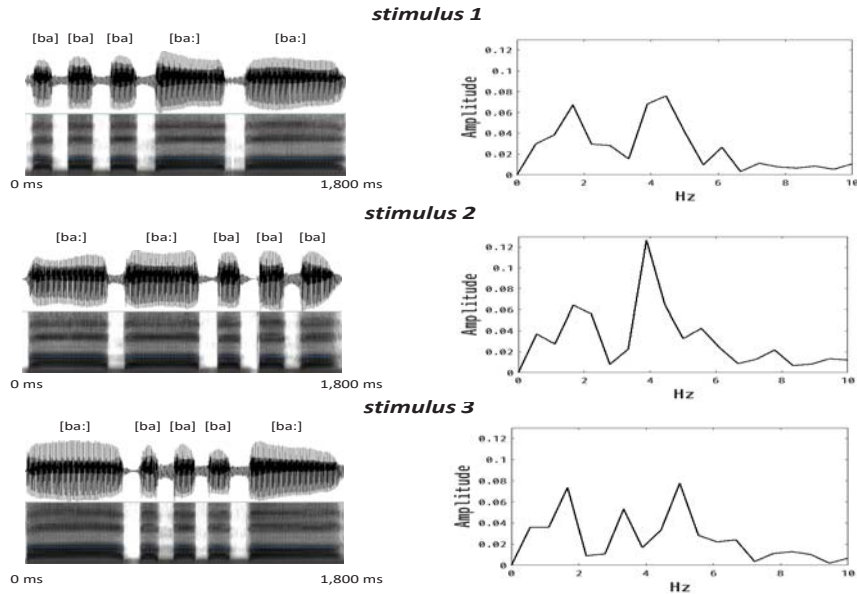 stimulus 1
[ba] [ba] [ba] [ba:] [ba:]
0 ms 1,800 ms
Amplitude
0.12
0.1
0.08
0.06
0.04
0.02
0
0 2 4 6 8 10
Hz
stimulus 2
[ba:] [ba:] [ba] [ba] [ba]
0 ms 1,800 ms
Amplitude
0.12
0.1
0.08
0.06
0.04
0.02
0
0 2 4 6 8 10
Hz
stimulus 3
[ba:] [ba] [ba] [ba] [ba:]
0 ms 1,800 ms
Amplitude
0.12
0.1
0.08
0.06
0.04
0.02
0
0 2 4 6 8 10
Hz